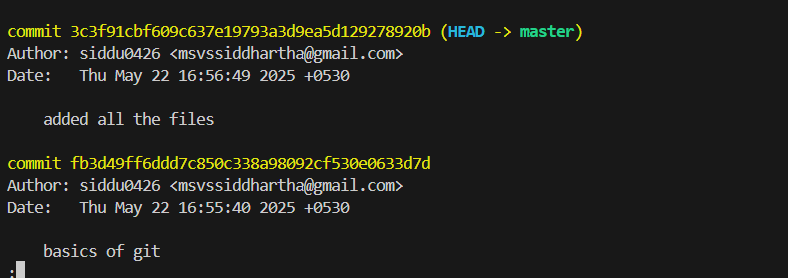 commit 3c3f91cbf609c637e19793a3d9ea5d129278920b (HEAD -> master)
Author: siddu0426 <msvssiddhartha@gmail.com>
Date:   Thu May 22 16:56:49 2025 +0530
added all the files
commit fb3d49ff6ddd7c850c338a98092cf530e0633d7d
Author: siddu0426 <msvssiddhartha@gmail.com>
Date:   Thu May 22 16:55:40 2025 +0530
basics of git
: